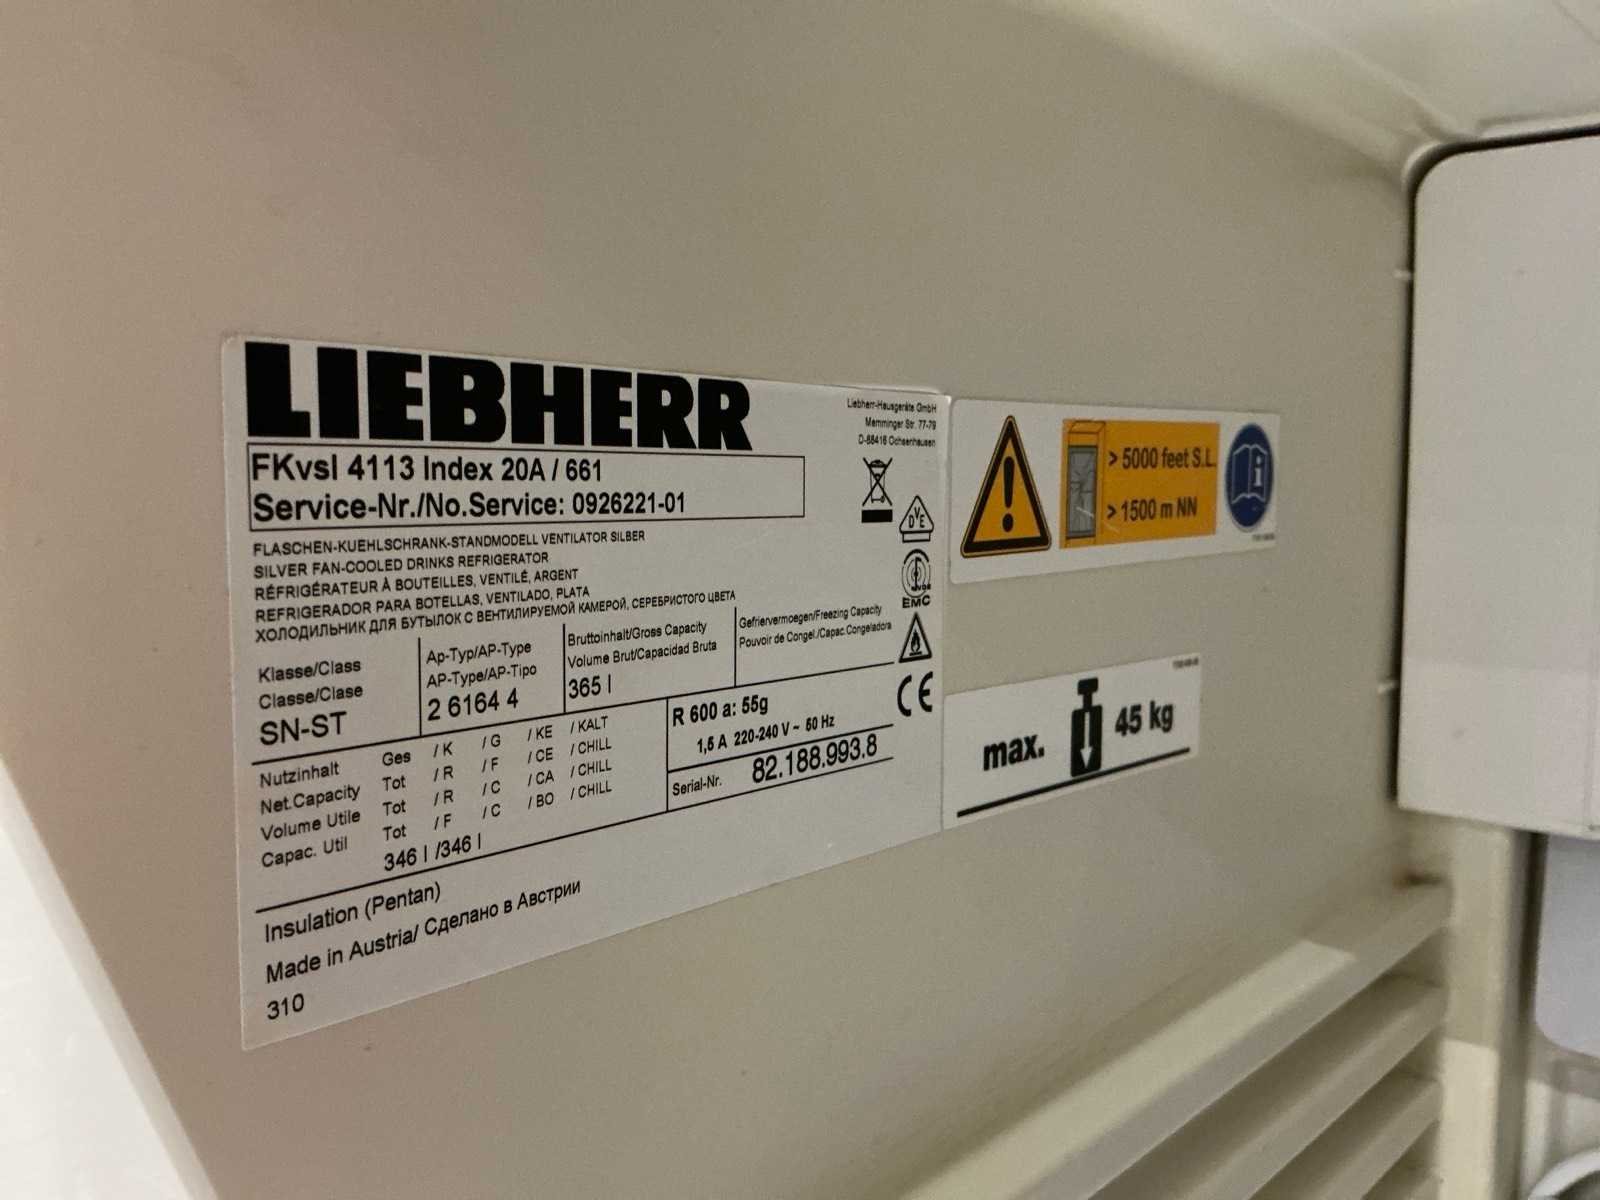 LIEBHERR
Liebherr-Hausgeräte GmbH
Memminger Str. 77-79
D-88416 Ochsenhausen
FKvsl 4113 Index 20A / 661
Service-Nr./No.Service: 0926221-01
FLASCHEN-KUEHLSCHRANK-STANDMODELL VENTILATOR SILBER
SILVER FAN-COOLED DRINKS REFRIGERATOR
RÉFRIGÉRATEUR À BOUTEILLES, VENTILÉ, ARGENT
REFRIGERADOR PARA BOTELLAS, VENTILADO, PLATA
ХОЛОДИЛЬНИК ДЛЯ БУТЫЛОК С ВЕНТИЛИРУЕМОЙ КАМЕРОЙ, СЕРЕБРИСТОГО ЦВЕТА
Klasse/Class
Classe/Clase
SN-ST
Ap-Typ/AP-Type
AP-Type/AP-Tipo
2 6164 4
Bruttoinhalt/Gross Capacity
Volume Brut/Capacidad Bruta
365 l
Gefriervermoegen/Freezing Capacity
Pouvoir de Congel./Capac.Congeladora
Nutzinhalt Ges / K / G / KE / KALT
Net.Capacity Tot / R / F / CE / CHILL
Volume Utile Tot / R / C / CA / CHILL
Capac. Util Tot / F / C / BO / CHILL
346 l /346 l
R 600 a: 55g
1,5 A 220-240 V ~ 50 Hz
Serial-Nr. 82.188.993.8
Insulation (Pentan)
Made in Austria/ Сделано в Австрии
310
DVE
EMC
CE
> 5000 feet S.L.
> 1500 m NN
i
max. 45 kg